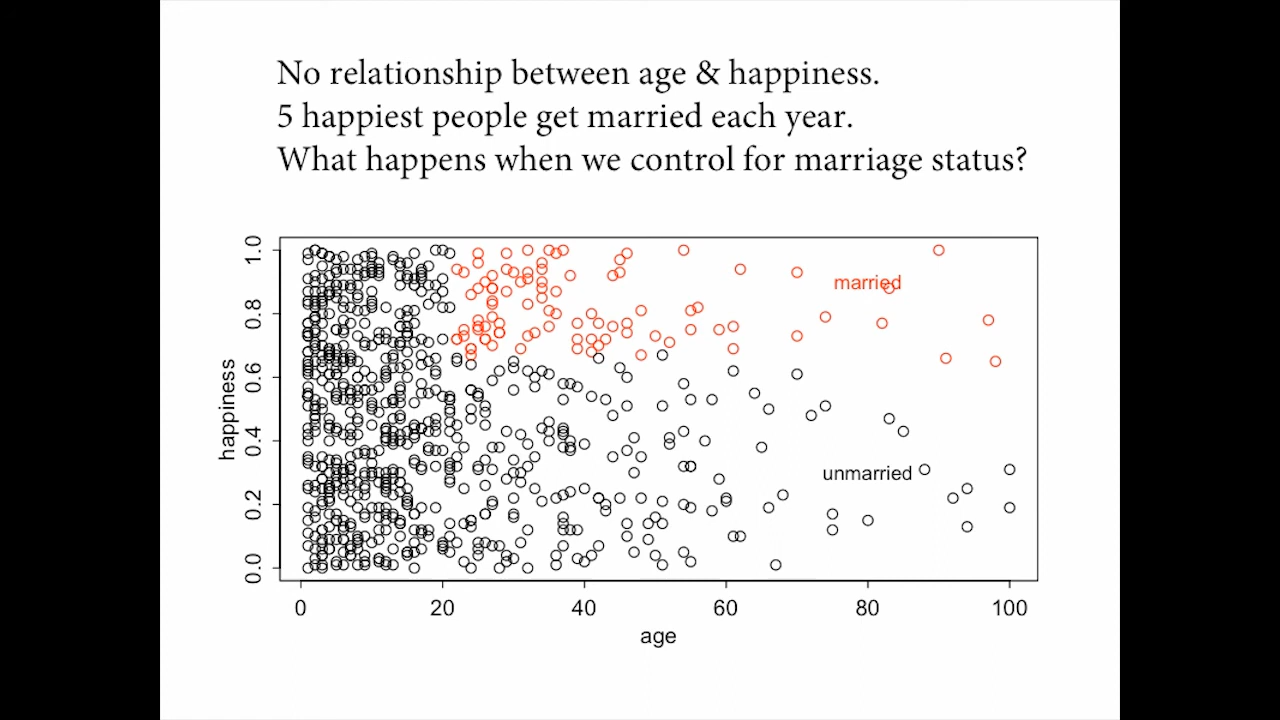 No relationship between age & happiness.
5 happiest people get married each year.
What happens when we control for marriage status?
happiness
1.0
0.8
0.6
0.4
0.2
0.0
married
unmarried
0 20 40 60 80 100
age